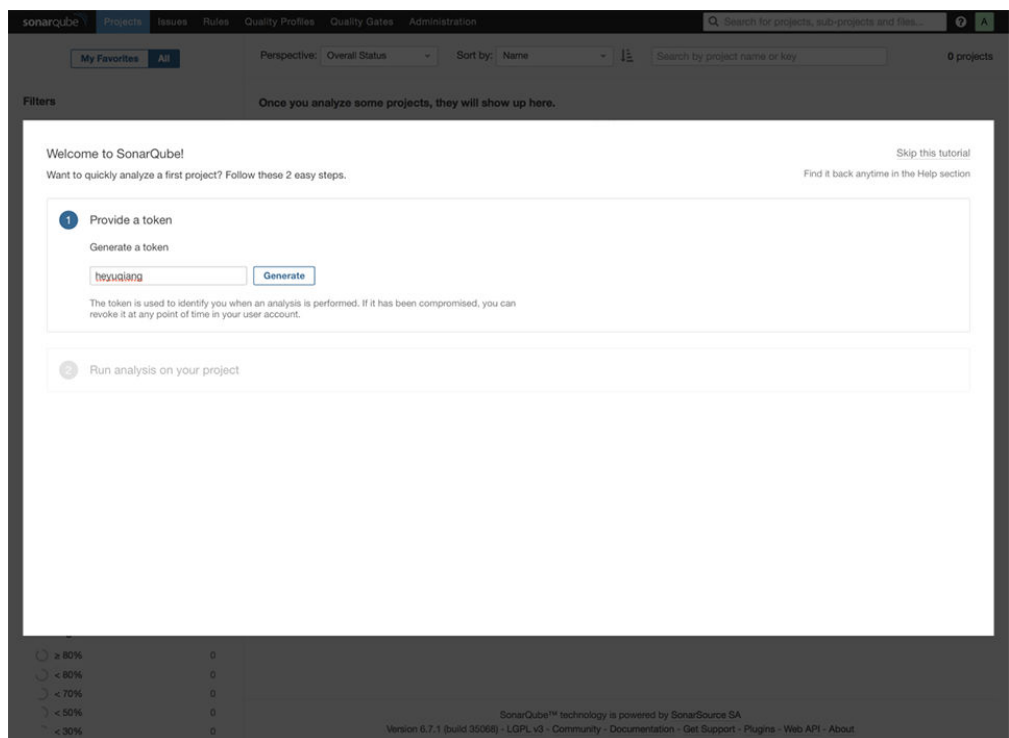 sonarqube Projects Issues Rules Quality Profiles Quality Gates Administration Search for projects, sub-projects and files... ? A
My Favorites All Perspective: Overall Status Sort by: Name Search by project name or key 0 projects
Filters
Once you analyze some projects, they will show up here.
Welcome to SonarQube! Skip this tutorial
Want to quickly analyze a first project? Follow these 2 easy steps. Find it back anytime in the Help section
1 Provide a token
Generate a token
heyuqiang Generate
The token is used to identify you when an analysis is performed. If it has been compromised, you can
revoke it at any point of time in your user account.
2 Run analysis on your project
≥ 80% 0
< 80% 0
< 70% 0
< 50% 0
< 30% 0
SonarQube™ technology is powered by SonarSource SA
Version 6.7.1 (build 35068) - LGPL v3 - Community - Documentation - Get Support - Plugins - Web API - About